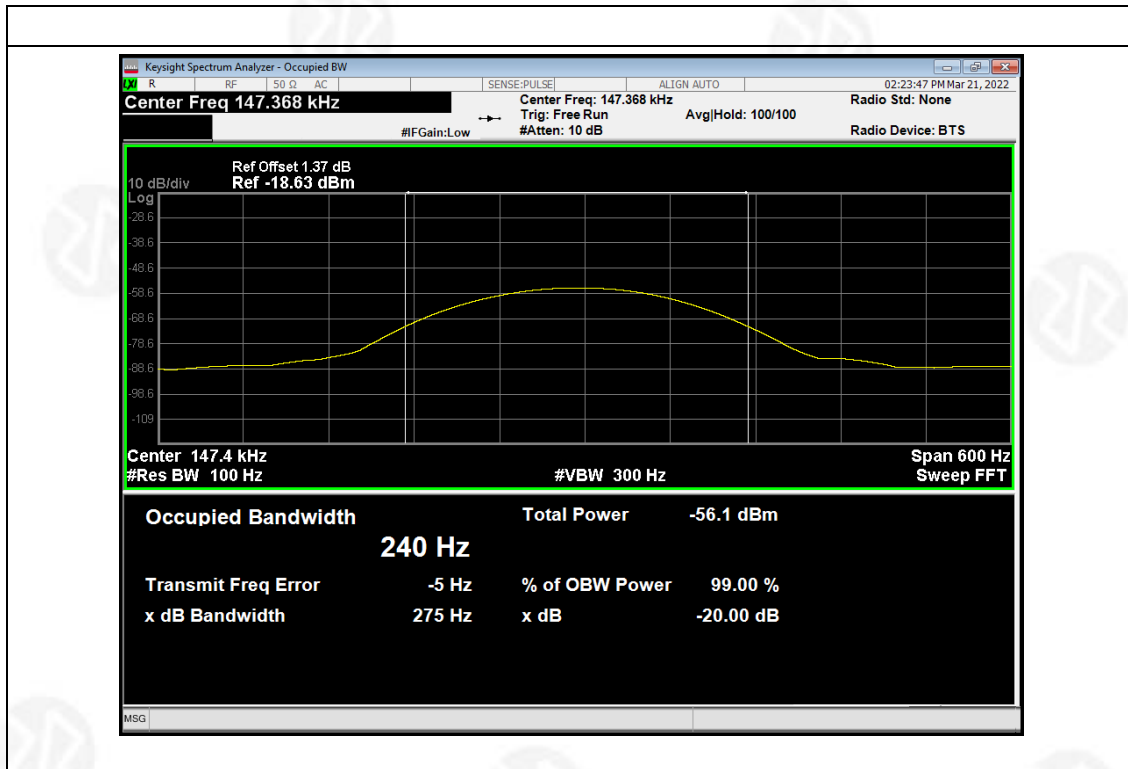 Keysight Spectrum Analyzer - Occupied BW
LXI R RF 50 Ω AC SENSE:PULSE ALIGN AUTO 02:23:47 PM Mar 21, 2022
Center Freq 147.368 kHz Center Freq: 147.368 kHz Radio Std: None
Trig: Free Run Avg|Hold: 100/100
#IFGain:Low #Atten: 10 dB Radio Device: BTS
Ref Offset 1.37 dB
10 dB/div Ref -18.63 dBm
Log
-28.6
-38.6
-48.6
-58.6
-68.6
-78.6
-88.6
-98.6
-109
Center 147.4 kHz Span 600 Hz
#Res BW 100 Hz #VBW 300 Hz Sweep FFT
Occupied Bandwidth Total Power -56.1 dBm
240 Hz
Transmit Freq Error -5 Hz % of OBW Power 99.00 %
x dB Bandwidth 275 Hz x dB -20.00 dB
MSG